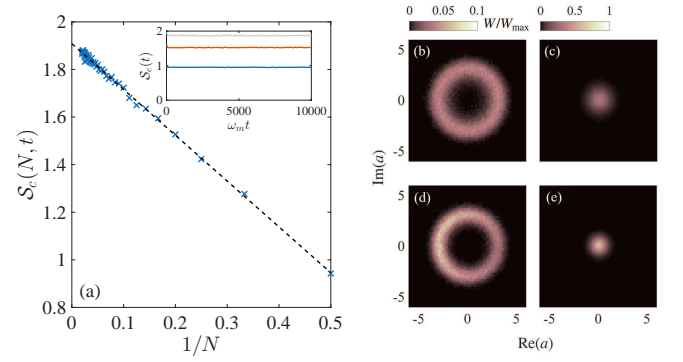 2
1.8
1.6
1.4
1.2
1
0.8
0
0.1
0.2
0.3
0.4
0.5
S_c(N, t)
1/N
(a)
2
1
0
0
5000
10000
S_c(t)
ω_m t
0 0.05 0.1
W/W_max
0 0.5 1
(b)
(c)
(d)
(e)
5
0
-5
5
0
-5
Im(a)
-5 0 5
-5 0 5
Re(a)